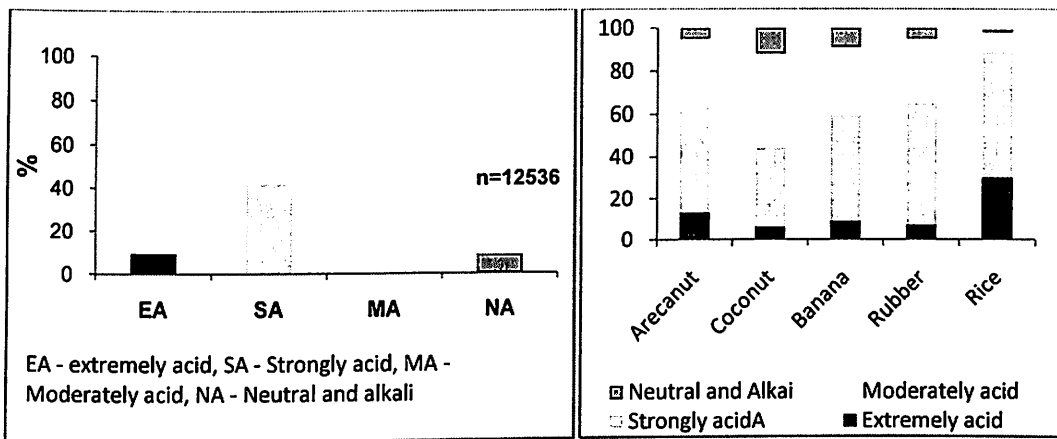 100
80
60
40
20
0
%
n=12536
EA SA MA NA
EA - extremely acid, SA - Strongly acid, MA -
Moderately acid, NA - Neutral and alkali
100
80
60
40
20
0
Arecanut
Coconut
Banana
Rubber
Rice
Neutral and Alkai Moderately acid
Strongly acidA Extremely acid